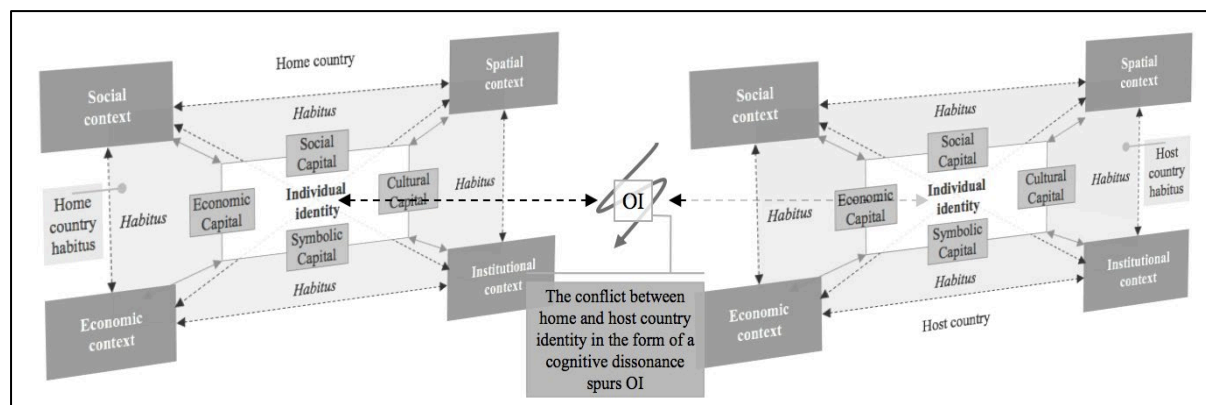 Home country
Social
context
Spatial
context
Habitus
Social
Capital
Home
country
habitus
Habitus
Economic
Capital
Individual
identity
Cultural
Capital
Habitus
Symbolic
Capital
Habitus
Economic
context
Institutional
context
OI
The conflict between
home and host country
identity in the form of a
cognitive dissonance
spurs OI
Social
context
Spatial
context
Habitus
Social
Capital
Habitus
Economic
Capital
Individual
identity
Cultural
Capital
Host
country
habitus
Symbolic
Capital
Habitus
Economic
context
Institutional
context
Host country